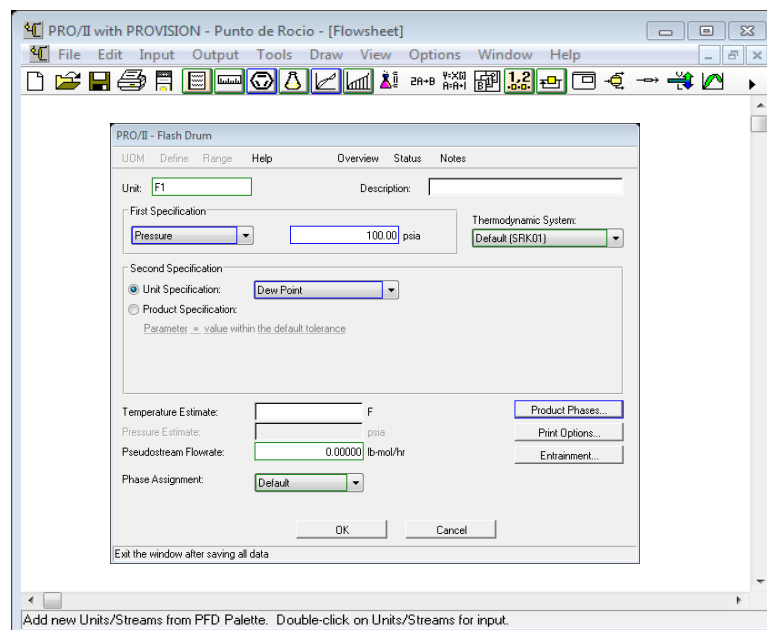 PRO/II with PROVISION - Punto de Rocio - [Flowsheet]
File Edit Input Output Tools Draw View Options Window Help
2A+B
1,2
PRO/II - Flash Drum
UOM Define Range Help Overview Status Notes
Unit: F1 Description:
First Specification
Thermodynamic System:
Pressure 100.00 psia Default (SRK01)
Second Specification
Unit Specification: Dew Point
Product Specification:
Parameter = value within the default tolerance
Temperature Estimate: F Product Phases...
Pressure Estimate: psia Print Options...
Pseudostream Flowrate: 0.00000 lb-mol/hr Entrainment...
Phase Assignment: Default
OK Cancel
Exit the window after saving all data
Add new Units/Streams from PFD Palette. Double-click on Units/Streams for input.